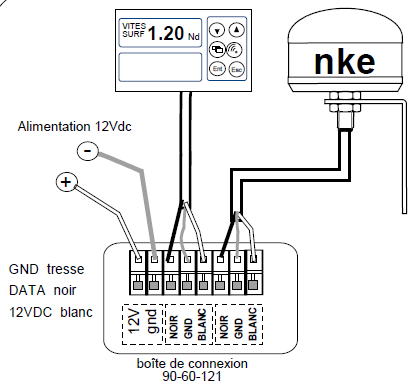 VITES
SURF 1.20 Nd
Ent Esc
nke
Alimentation 12Vdc
-
+
GND tresse
DATA noir
12VDC blanc
12V
gnd
NOIR
GND
BLANC
NOIR
GND
BLANC
boîte de connexion
90-60-121